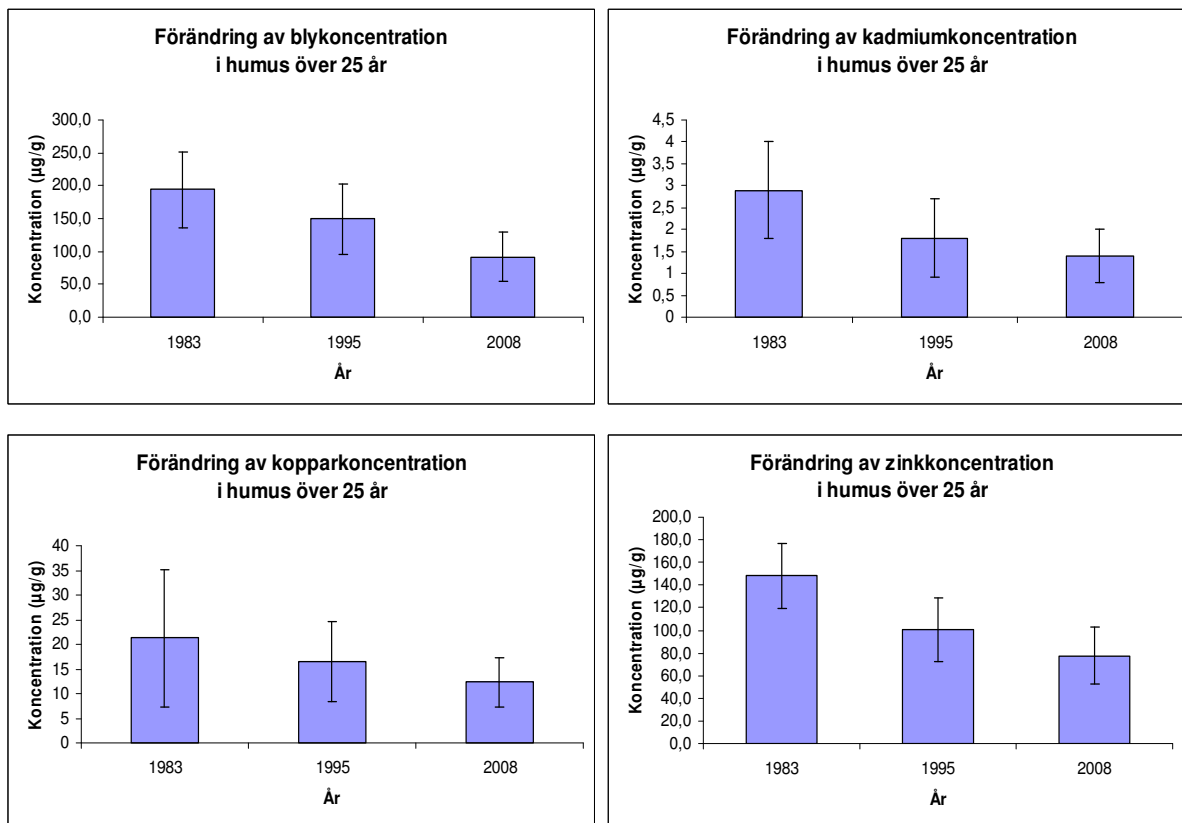 Förändring av blykoncentration
i humus över 25 år
Koncentration (µg/g)
300,0
250,0
200,0
150,0
100,0
50,0
0,0
1983 1995 2008
År
Förändring av kadmiumkoncentration
i humus över 25 år
Koncentration (µg/g)
4,5
4
3,5
3
2,5
2
1,5
1
0,5
0
1983 1995 2008
År
Förändring av kopparkoncentration
i humus över 25 år
Koncentration (µg/g)
40
35
30
25
20
15
10
5
0
1983 1995 2008
År
Förändring av zinkkoncentration
i humus över 25 år
Koncentration (µg/g)
200,0
180,0
160,0
140,0
120,0
100,0
80,0
60,0
40,0
20,0
0,0
1983 1995 2008
År